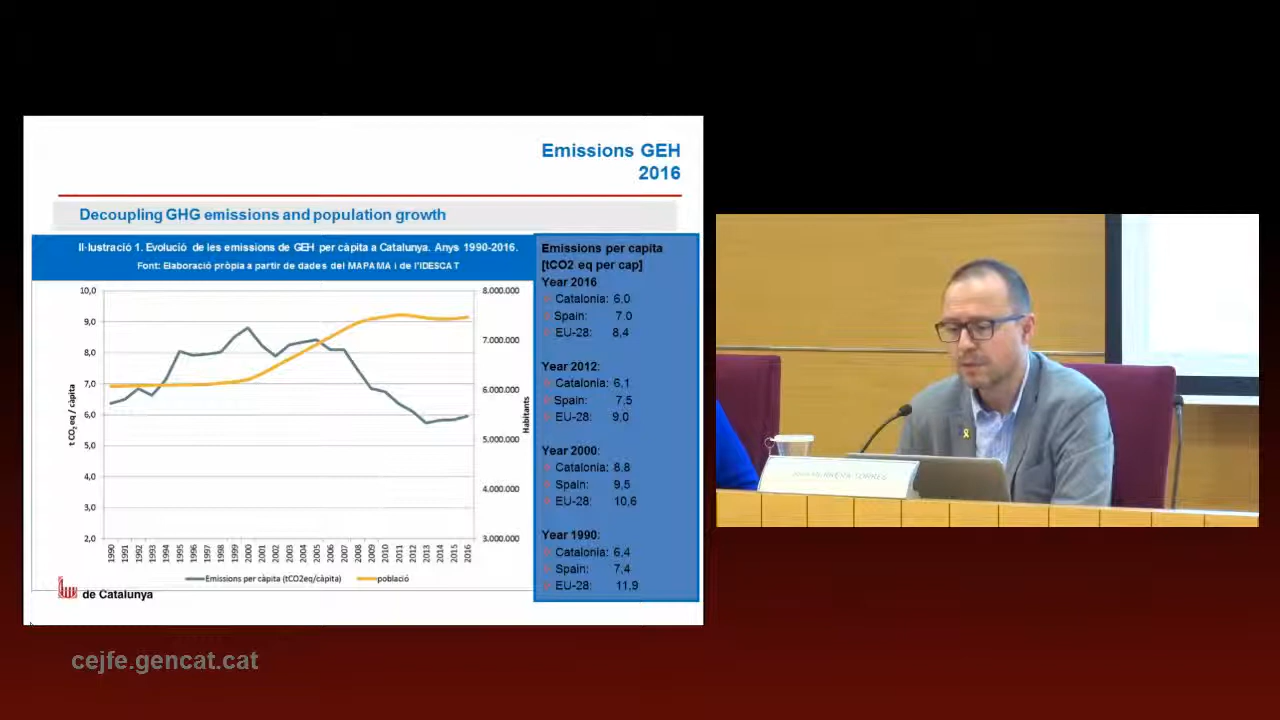 Emissions GEH
2016
Decoupling GHG emissions and population growth
Il·lustració 1. Evolució de les emissions de GEH per càpita a Catalunya. Anys 1990-2016.
Font: Elaboració pròpia a partir de dades del MAPAMA i de l'IDESCAT
10,0
9,0
8,0
7,0
6,0
5,0
4,0
3,0
2,0
t CO2 eq / càpita
8.000.000
7.000.000
6.000.000
5.000.000
4.000.000
3.000.000
Habitants
1990 1991 1992 1993 1994 1995 1996 1997 1998 1999 2000 2001 2002 2003 2004 2005 2006 2007 2008 2009 2010 2011 2012 2013 2014 2015 2016
Emissions per càpita (tCO2eq/càpita) població
Emissions per capita
[tCO2 eq per cap]
Year 2016
Catalonia: 6.0
Spain: 7.0
EU-28: 8,4
Year 2012:
Catalonia: 6,1
Spain: 7,5
EU-28: 9,0
Year 2000:
Catalonia: 8.8
Spain: 9,5
EU-28: 10,6
Year 1990:
Catalonia: 6,4
Spain: 7,4
EU-28: 11,9
de Catalunya
cejfe.gencat.cat